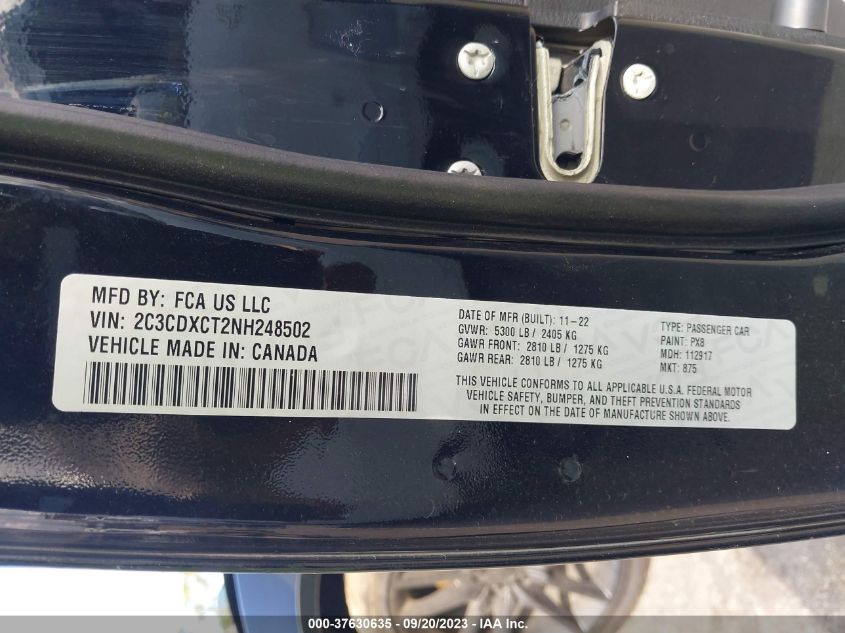 MFD BY: FCA US LLC
VIN: 2C3CDXCT2NH248502
VEHICLE MADE IN: CANADA
DATE OF MFR (BUILT): 11-22
GVWR: 5300 LB / 2405 KG
GAWR FRONT: 2810 LB / 1275 KG
GAWR REAR: 2810 LB / 1275 KG
TYPE: PASSENGER CAR
PAINT: PX8
MDH: 112917
MKT: 875
THIS VEHICLE CONFORMS TO ALL APPLICABLE U.S.A. FEDERAL MOTOR
VEHICLE SAFETY, BUMPER, AND THEFT PREVENTION STANDARDS
IN EFFECT ON THE DATE OF MANUFACTURE SHOWN ABOVE.
000-37630635 - 09/20/2023 - IAA Inc.